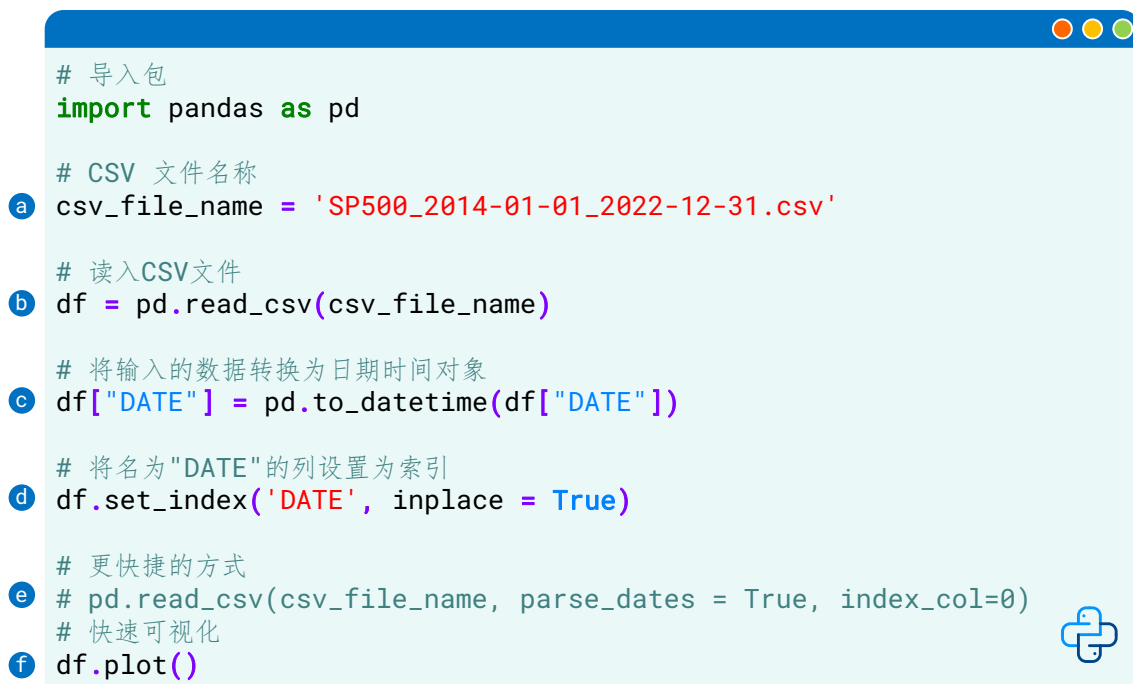 # 导入包
import pandas as pd
# CSV 文件名称
a csv_file_name = 'SP500_2014-01-01_2022-12-31.csv'
# 读入CSV文件
b df = pd.read_csv(csv_file_name)
# 将输入的数据转换为日期时间对象
c df["DATE"] = pd.to_datetime(df["DATE"])
# 将名为"DATE"的列设置为索引
d df.set_index('DATE', inplace = True)
# 更快捷的方式
e # pd.read_csv(csv_file_name, parse_dates = True, index_col=0)
# 快速可视化
f df.plot()